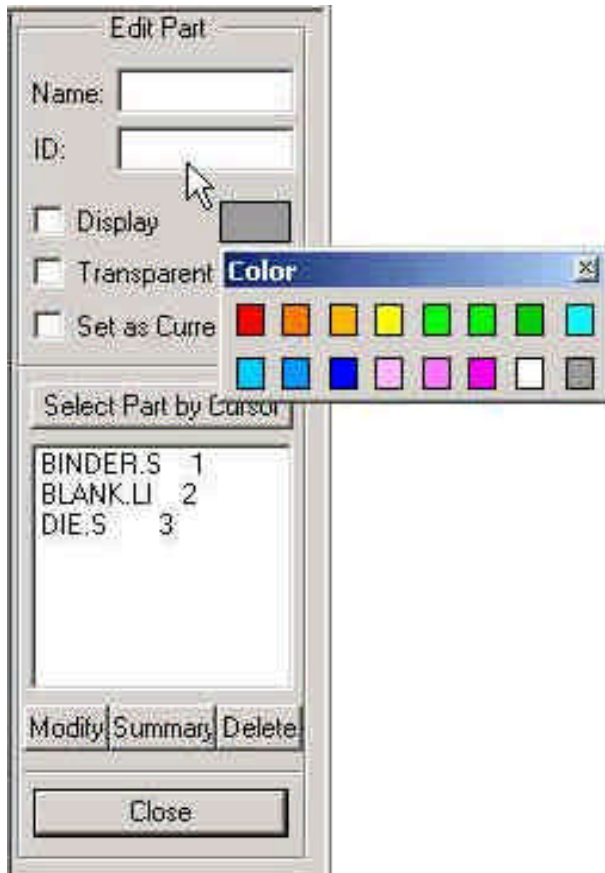 Edit Part
Name:
ID:
Display
Transparent
Color
Set as Curre
Select Part by Cursor
BINDER.S 1
BLANK.LI 2
DIE.S 3
Modify Summary Delete
Close